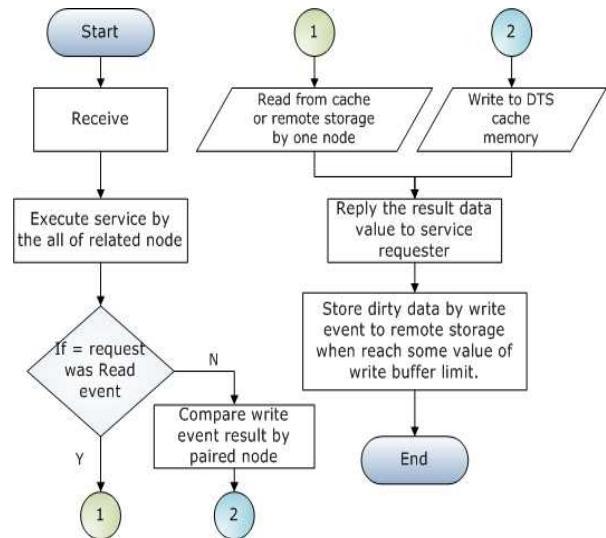 Start
Receive
Execute service by
the all of related node
If = request
was Read
event
N
Y
Compare write
event result by
paired node
1
2
1
2
Read from cache
or remote storage
by one node
Write to DTS
cache
memory
Reply the result data
value to service
requester
Store dirty data by write
event to remote storage
when reach some value of
write buffer limit.
End